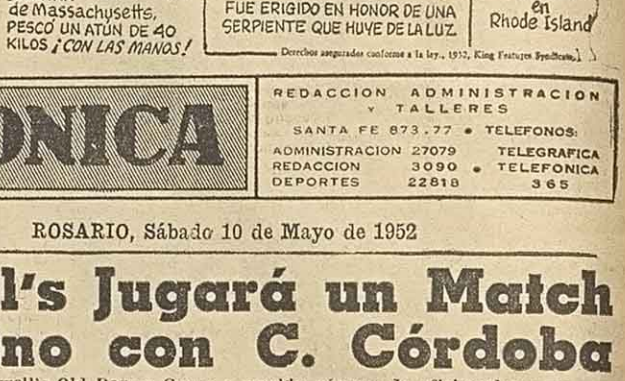 de Massachusetts,
PESCÓ UN ATÚN DE 40
KILOS ¡CON LAS MANOS!
FUE ERIGIDO EN HONOR DE UNA
SERPIENTE QUE HUYE DE LA LUZ
en
Rhode Island
Derechos asegurados conforme a la ley., 1952, King Features Syndicate,
ONICA
REDACCION ADMINISTRACION
Y TALLERES
SANTA FE 873.77 • TELEFONOS:
ADMINISTRACION 27079
REDACCION 3090 •
DEPORTES 22818
TELEGRAFICA
TELEFONICA
365
ROSARIO, Sábado 10 de Mayo de 1952
l's Jugará un Match
no con C. Córdoba